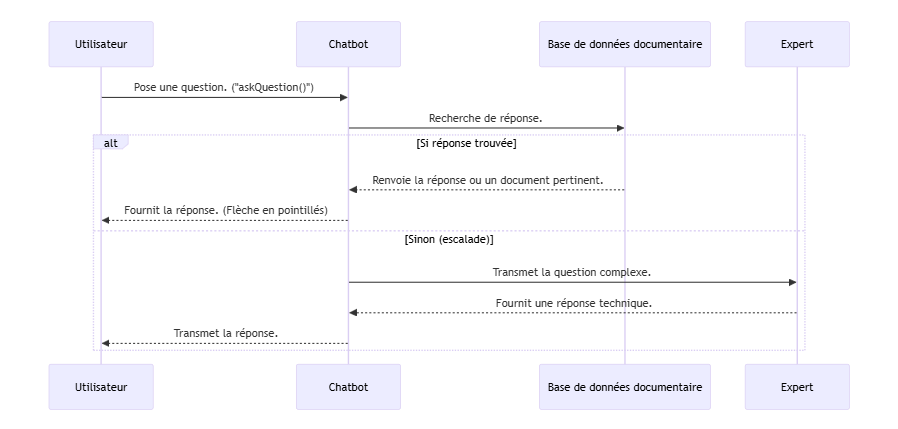 Utilisateur
Chatbot
Base de données documentaire
Expert
Pose une question. ("askQuestion()")
Recherche de réponse.
alt
[Si réponse trouvée]
Renvoie la réponse ou un document pertinent.
Fournit la réponse. (Flèche en pointillés)
[Sinon (escalade)]
Transmet la question complexe.
Fournit une réponse technique.
Transmet la réponse.
Utilisateur
Chatbot
Base de données documentaire
Expert